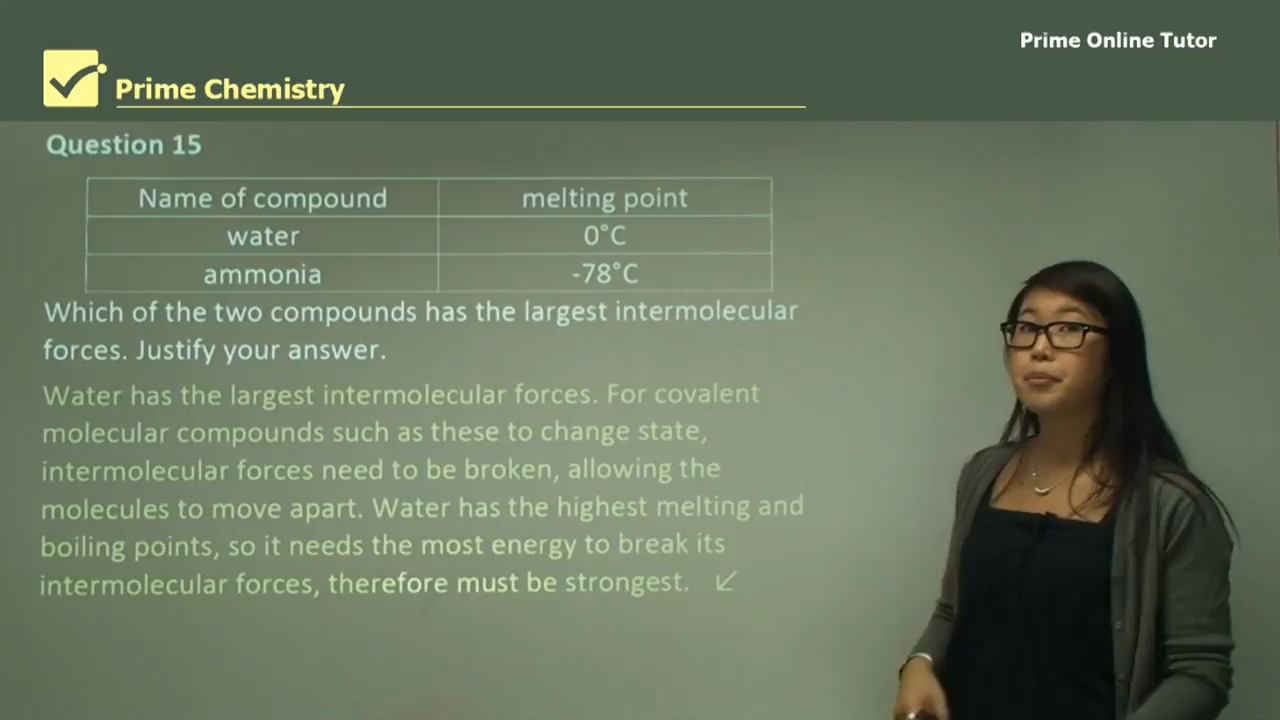 Prime Online Tutor
Prime Chemistry
Question 15
Name of compound melting point
water 0°C
ammonia -78°C
Which of the two compounds has the largest intermolecular
forces. Justify your answer.
Water has the largest intermolecular forces. For covalent
molecular compounds such as these to change state,
intermolecular forces need to be broken, allowing the
molecules to move apart. Water has the highest melting and
boiling points, so it needs the most energy to break its
intermolecular forces, therefore must be strongest.